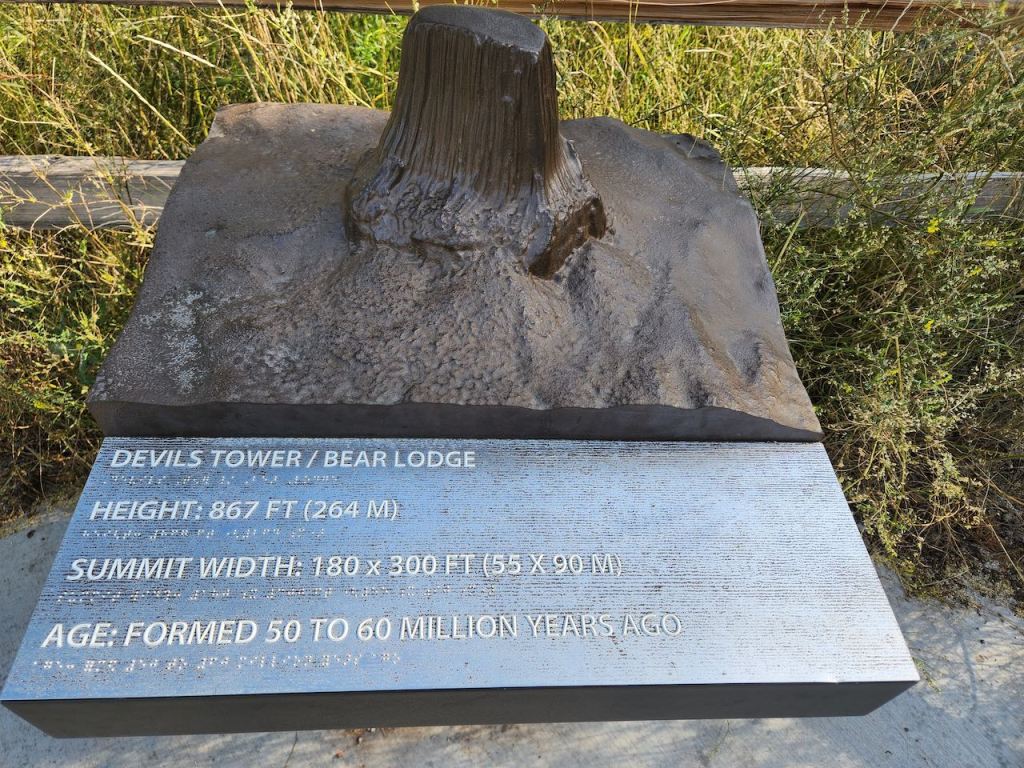 DEVILS TOWER / BEAR LODGE
HEIGHT: 867 FT (264 M)
SUMMIT WIDTH: 180 x 300 FT (55 X 90 M)
AGE: FORMED 50 TO 60 MILLION YEARS AGO